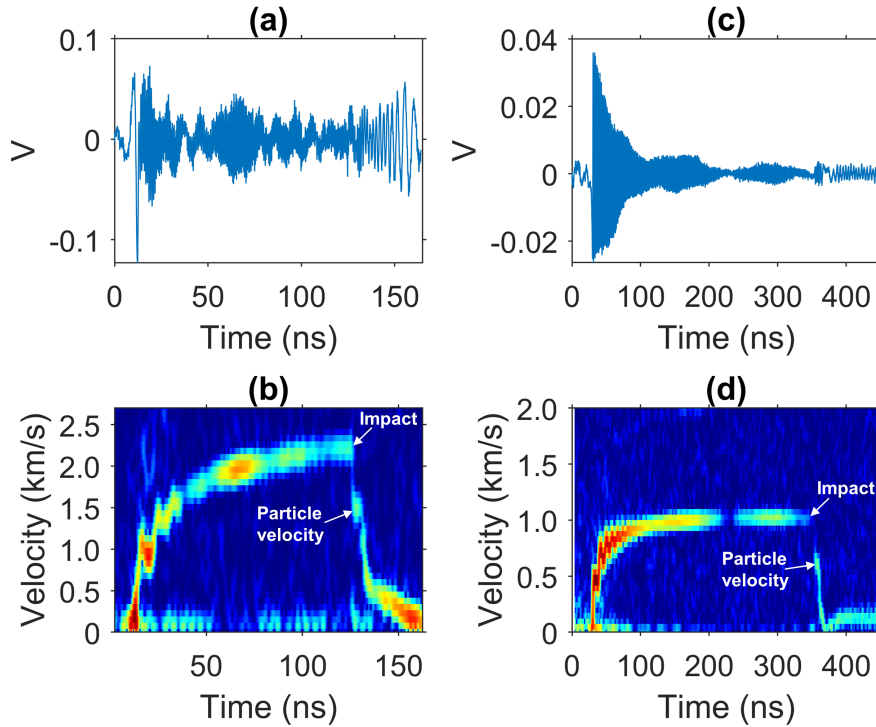 (a)
0.1
0
-0.1
V
0
50
100
150
Time (ns)
(c)
0.04
0.02
0
-0.02
V
0
100
200
300
400
Time (ns)
(b)
2.5
2.0
1.5
1.0
0.5
0
Velocity (km/s)
Impact
Particle
velocity
50
100
150
Time (ns)
(d)
2.0
1.5
1.0
0.5
0
Velocity (km/s)
Impact
Particle
velocity
0
100
200
300
400
Time (ns)